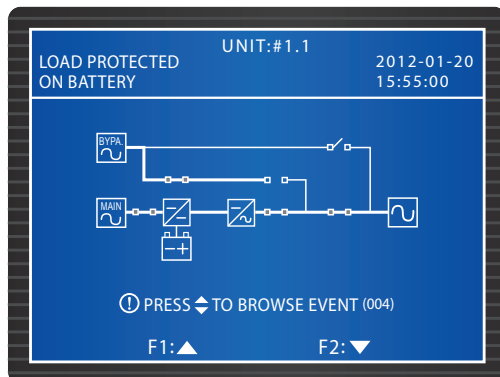 UNIT:#1.1
LOAD PROTECTED
ON BATTERY
2012-01-20
15:55:00
BYPA.
MAIN
PRESS TO BROWSE EVENT (004)
F1:
F2: